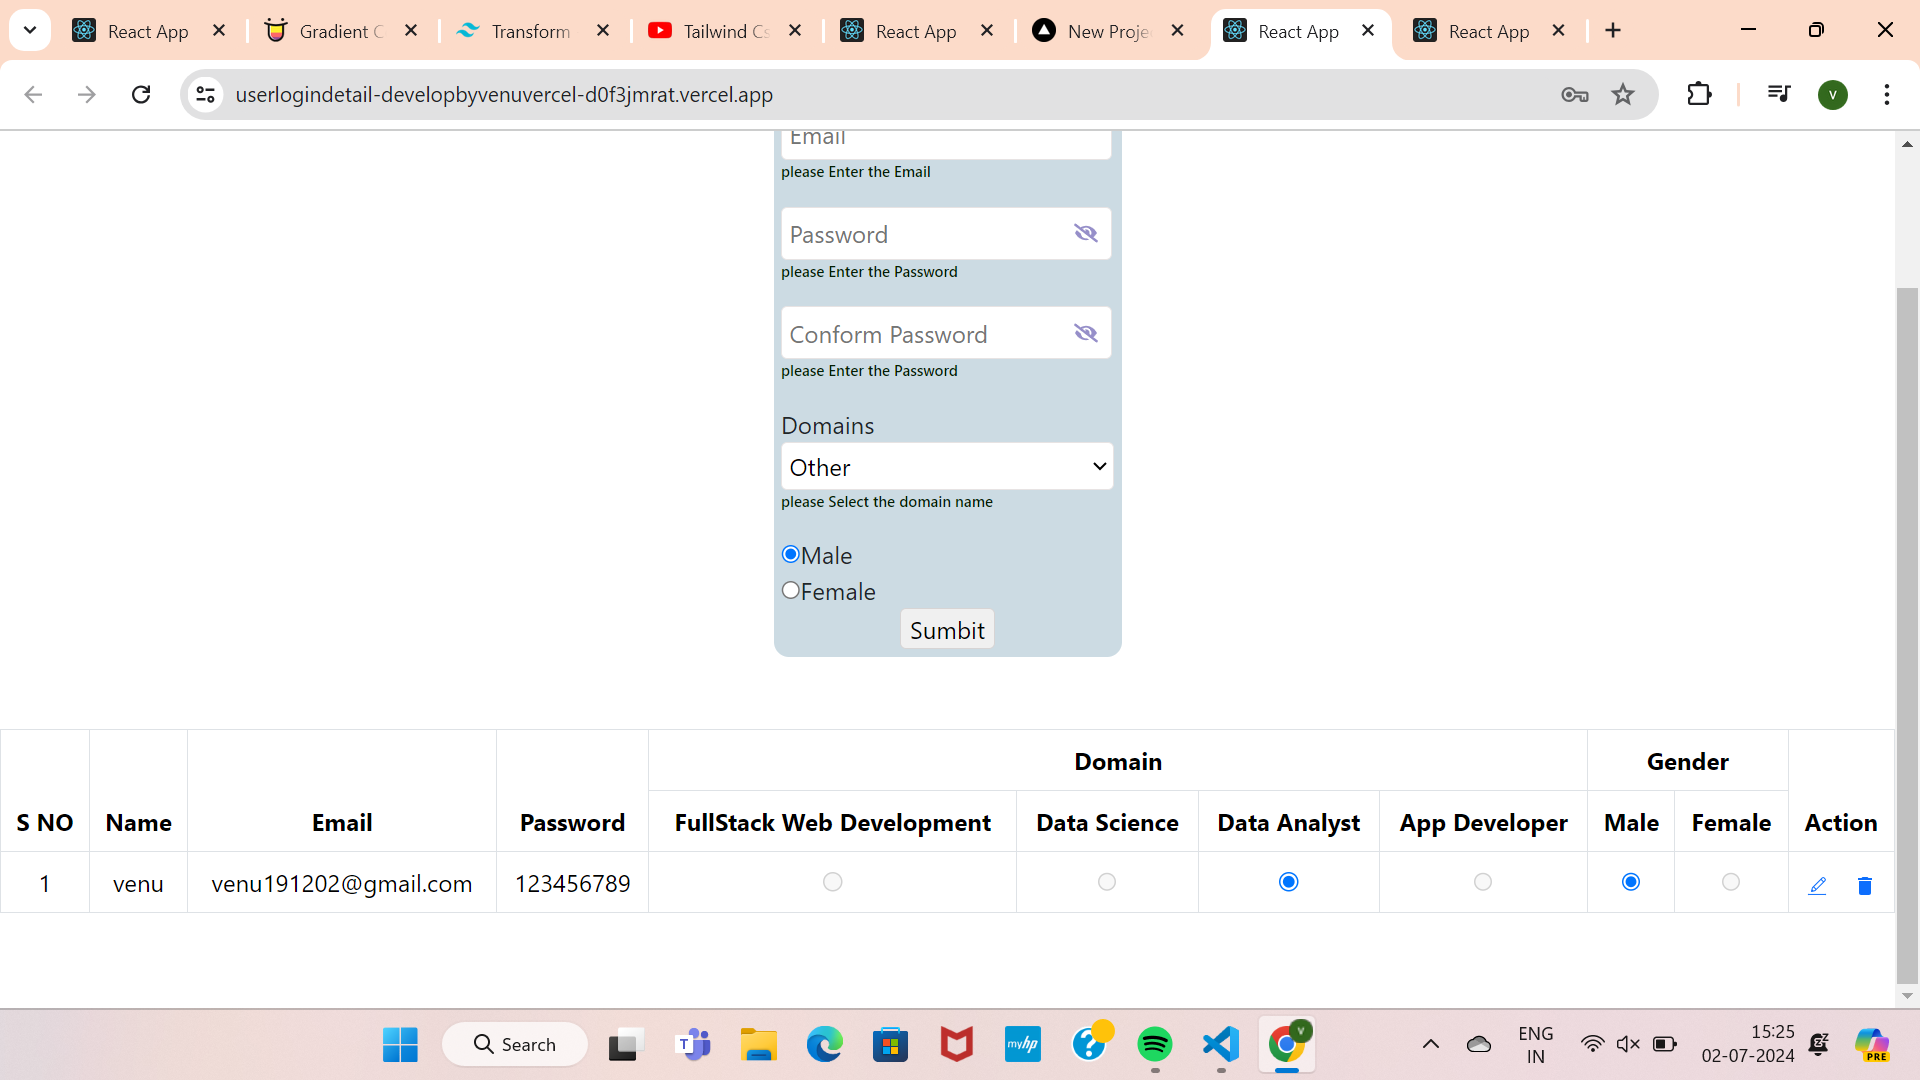 React App
Gradient C
Transform
Tailwind Cs
React App
New Proje
React App
React App
userlogindetail-developbyvenuvercel-d0f3jmrat.vercel.app
V
Email
please Enter the Email
Password
please Enter the Password
Conform Password
please Enter the Password
Domains
Other
please Select the domain name
Male
Female
Sumbit
Domain Gender
S NO Name Email Password FullStack Web Development Data Science Data Analyst App Developer Male Female Action
1 venu venu191202@gmail.com 123456789
Search
T
myhp
?
V
ENG
IN
15:25
02-07-2024
PRE